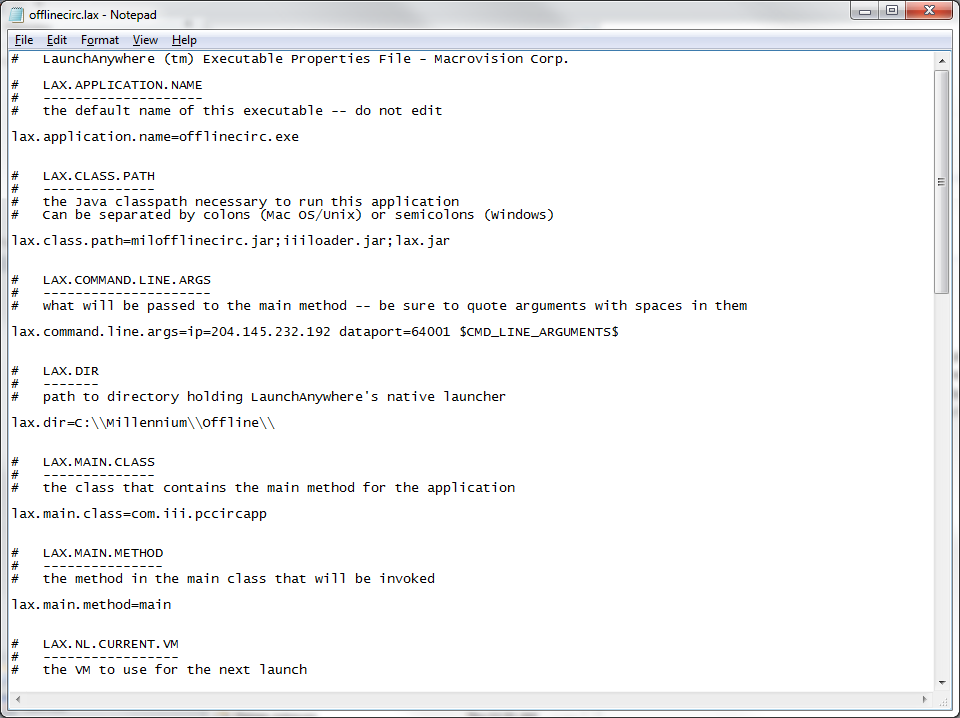 offlinecirc.lax - Notepad
File Edit Format View Help
#   LaunchAnywhere (tm) Executable Properties File - Macrovision Corp.
#   LAX.APPLICATION.NAME
#   --------------------
#   the default name of this executable -- do not edit
lax.application.name=offlinecirc.exe
#   LAX.CLASS.PATH
#   --------------
#   the Java classpath necessary to run this application
#   Can be separated by colons (Mac OS/Unix) or semicolons (Windows)
lax.class.path=milofflinecirc.jar;iiiloader.jar;lax.jar
#   LAX.COMMAND.LINE.ARGS
#   ---------------------
#   what will be passed to the main method -- be sure to quote arguments with spaces in them
lax.command.line.args=ip=204.145.232.192 dataport=64001 $CMD_LINE_ARGUMENTS$
#   LAX.DIR
#   -------
#   path to directory holding LaunchAnywhere's native launcher
lax.dir=C:\\Millennium\\Offline\\
#   LAX.MAIN.CLASS
#   --------------
#   the class that contains the main method for the application
lax.main.class=com.iii.pccircapp
#   LAX.MAIN.METHOD
#   ---------------
#   the method in the main class that will be invoked
lax.main.method=main
#   LAX.NL.CURRENT.VM
#   -----------------
#   the VM to use for the next launch